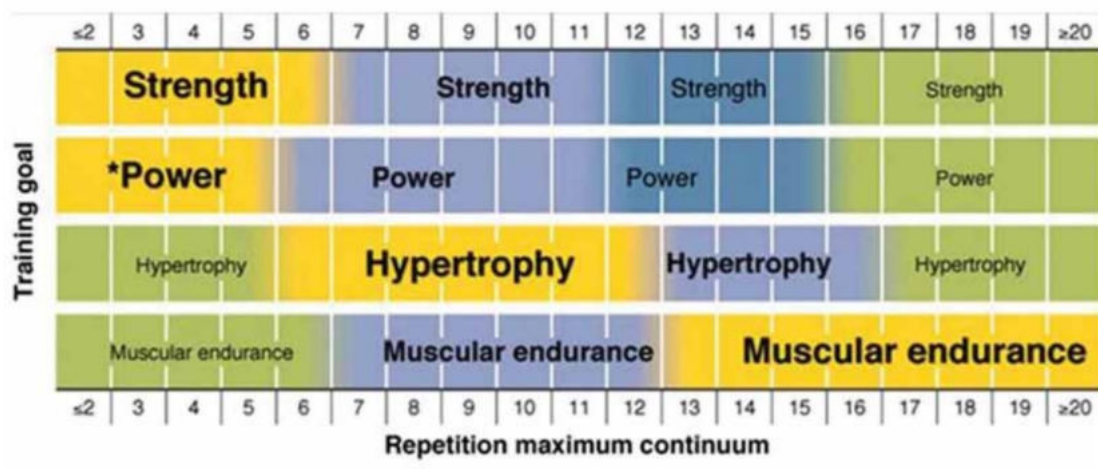 ≤2 3 4 5 6 7 8 9 10 11 12 13 14 15 16 17 18 19 ≥20
Training goal
Strength Strength Strength Strength
*Power Power Power Power
Hypertrophy Hypertrophy Hypertrophy Hypertrophy
Muscular endurance Muscular endurance Muscular endurance
≤2 3 4 5 6 7 8 9 10 11 12 13 14 15 16 17 18 19 ≥20
Repetition maximum continuum